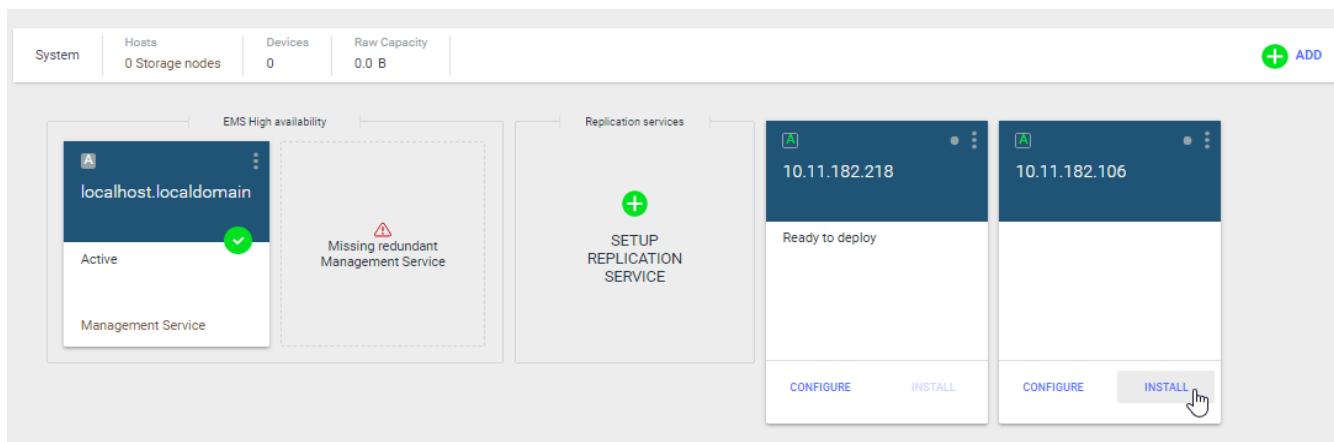 System
Hosts
0 Storage nodes
Devices
0
Raw Capacity
0.0 B
ADD
EMS High availability
A
localhost.localdomain
Active
Management Service
Missing redundant
Management Service
Replication services
SETUP
REPLICATION
SERVICE
A
10.11.182.218
Ready to deploy
CONFIGURE
INSTALL
A
10.11.182.106
CONFIGURE
INSTALL